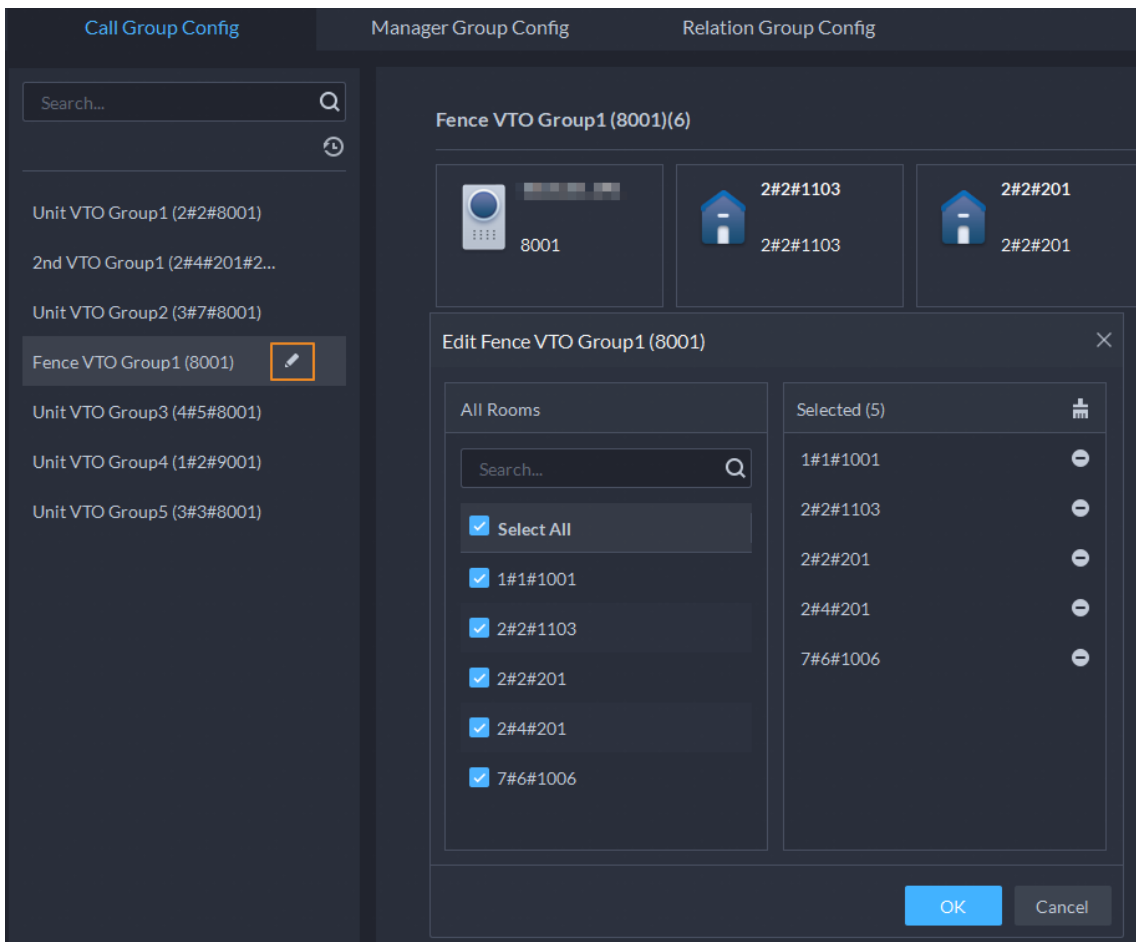 Call Group Config
Manager Group Config
Relation Group Config
Search...
Unit VTO Group1 (2#2#8001)
2nd VTO Group1 (2#4#201#2...
Unit VTO Group2 (3#7#8001)
Fence VTO Group1 (8001)
Unit VTO Group3 (4#5#8001)
Unit VTO Group4 (1#2#9001)
Unit VTO Group5 (3#3#8001)
Fence VTO Group1 (8001)(6)
8001
2#2#1103
2#2#1103
2#2#201
2#2#201
Edit Fence VTO Group1 (8001)
All Rooms
Search...
Select All
1#1#1001
2#2#1103
2#2#201
2#4#201
7#6#1006
Selected (5)
1#1#1001
2#2#1103
2#2#201
2#4#201
7#6#1006
OK
Cancel